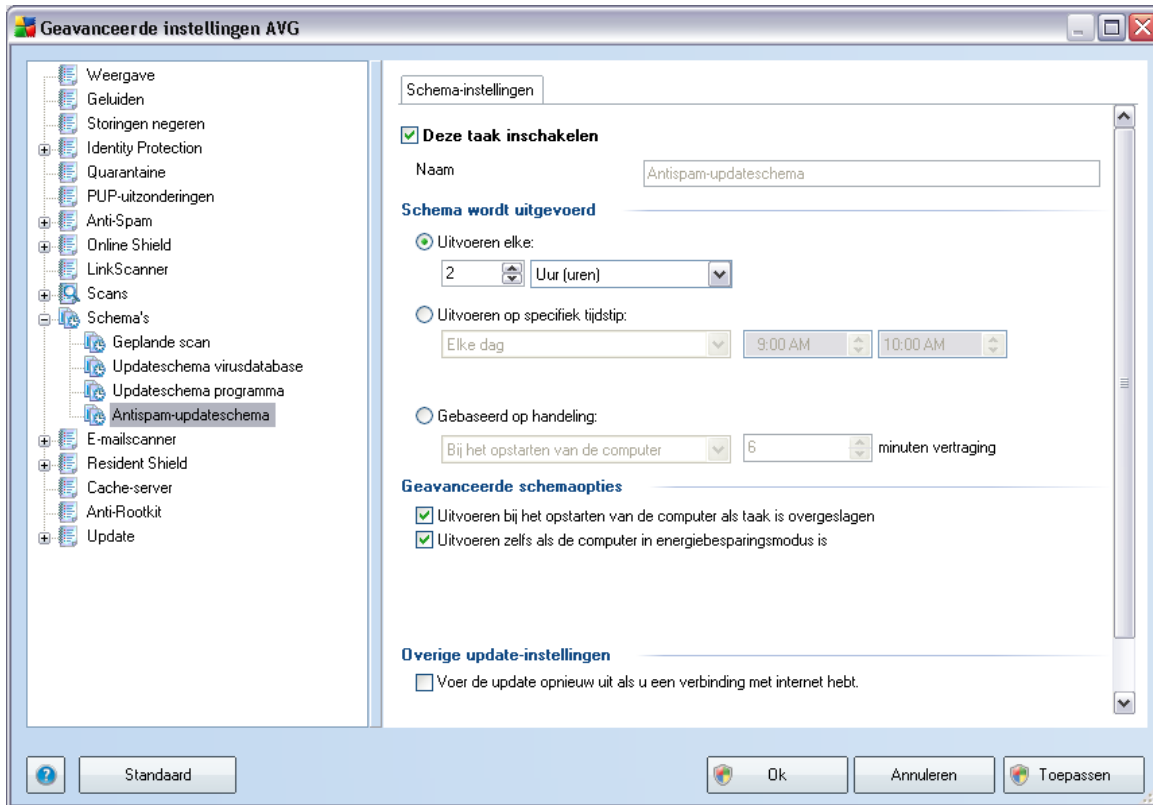 Geavanceerde instellingen AVG
Weergave
Geluiden
Storingen negeren
Identity Protection
Quarantaine
PUP-uitzonderingen
Anti-Spam
Online Shield
LinkScanner
Scans
Schema's
Geplande scan
Updateschema virusdatabase
Updateschema programma
Antispam-updateschema
E-mailscanner
Resident Shield
Cache-server
Anti-Rootkit
Update
Schema-instellingen
Deze taak inschakelen
Naam Antispam-updateschema
Schema wordt uitgevoerd
Uitvoeren elke:
2 Uur (uren)
Uitvoeren op specifiek tijdstip:
Elke dag 9:00 AM 10:00 AM
Gebaseerd op handeling:
Bij het opstarten van de computer 6 minuten vertraging
Geavanceerde schemaopties
Uitvoeren bij het opstarten van de computer als taak is overgeslagen
Uitvoeren zelfs als de computer in energiebesparingsmodus is
Overige update-instellingen
Voer de update opnieuw uit als u een verbinding met internet hebt.
? Standaard Ok Annuleren Toepassen